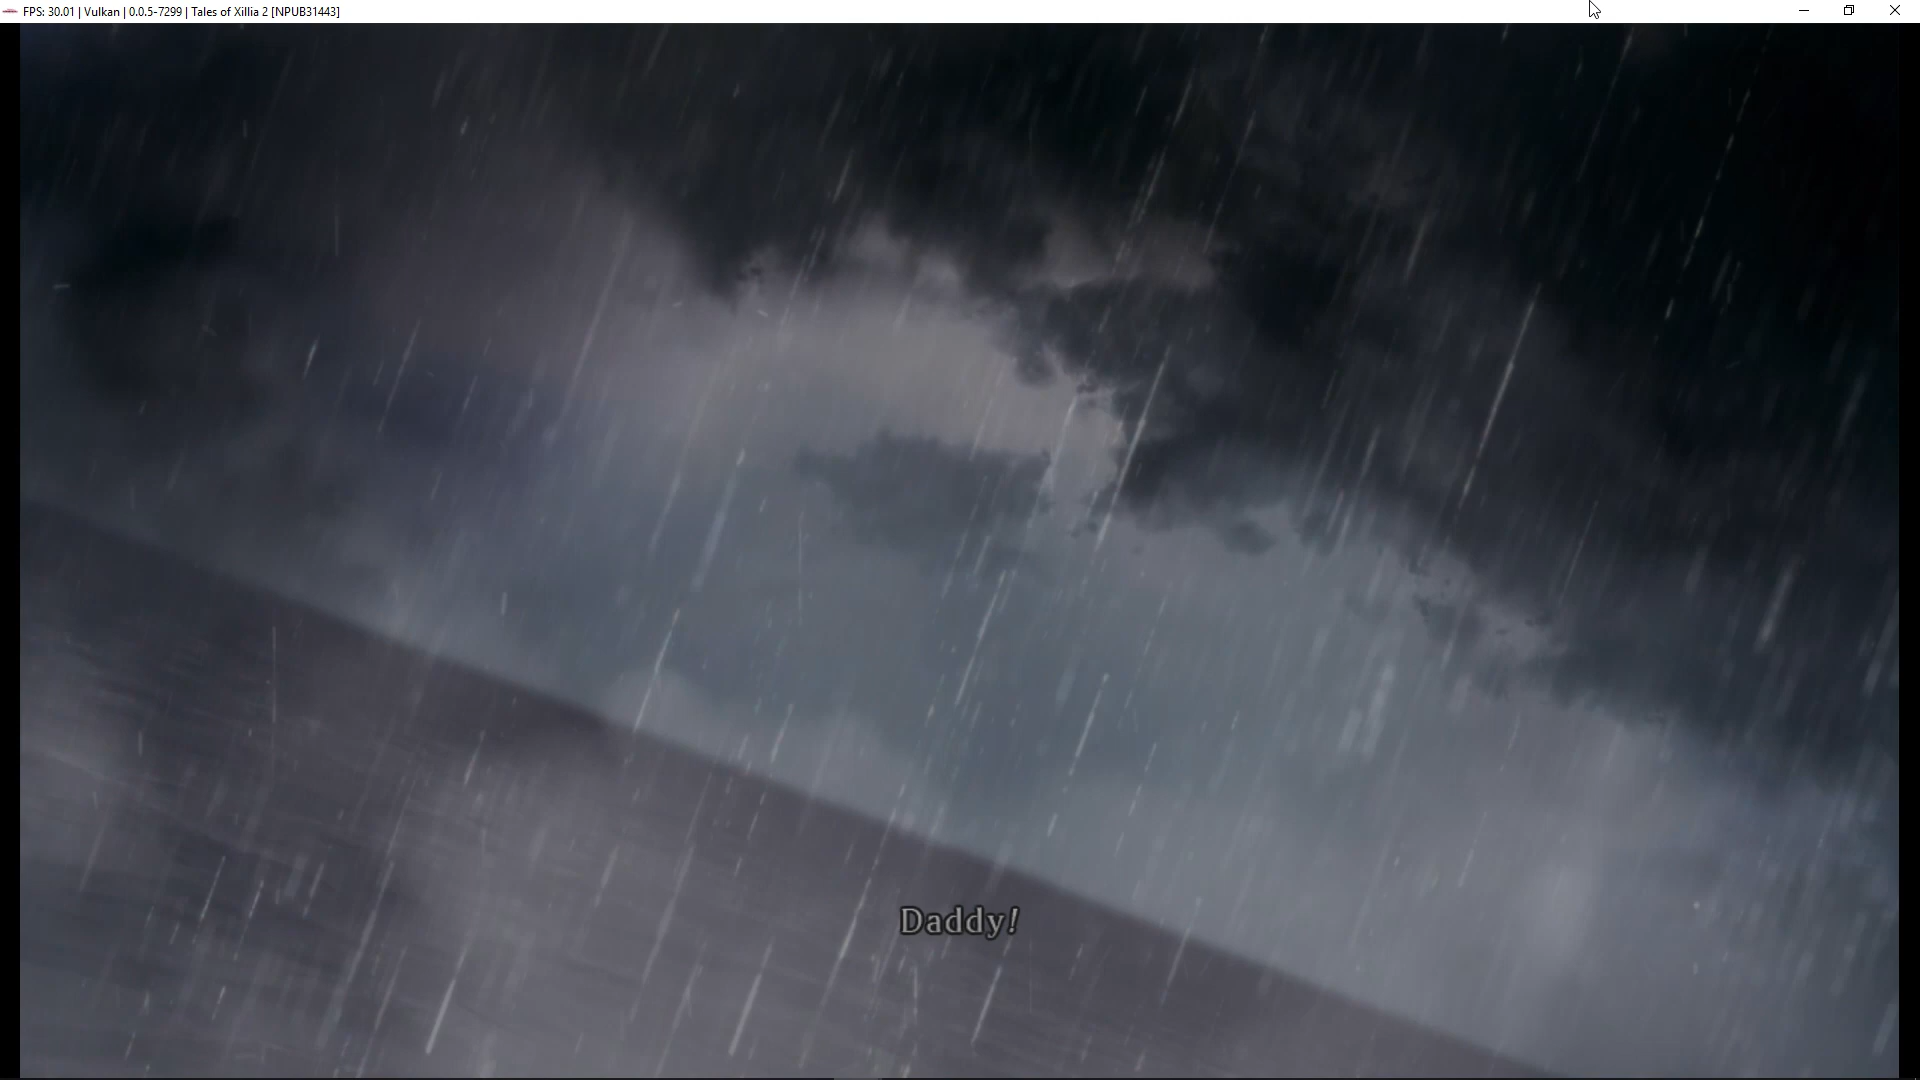 FPS: 30.01 | Vulkan | 0.0.5-7299 | Tales of Xillia 2 [NPUB31443]
Daddy!